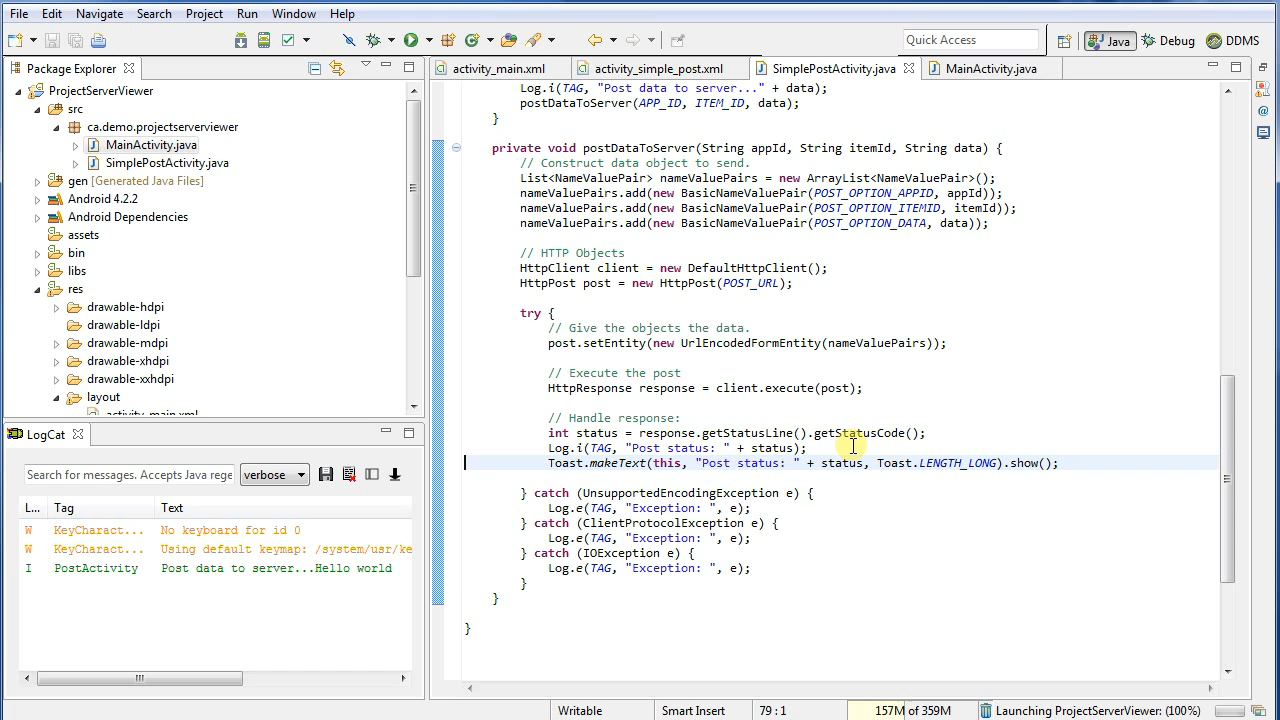 File Edit Navigate Search Project Run Window Help
Quick Access
Java
Debug
DDMS
Package Explorer
activity_main.xml
activity_simple_post.xml
SimplePostActivity.java
MainActivity.java
ProjectServerViewer
src
ca.demo.projectserverviewer
MainActivity.java
SimplePostActivity.java
gen [Generated Java Files]
Android 4.2.2
Android Dependencies
assets
bin
libs
res
drawable-hdpi
drawable-ldpi
drawable-mdpi
drawable-xhdpi
drawable-xxhdpi
layout
activity_main.xml
Log.i(TAG, "Post data to server..." + data);
postDataToServer(APP_ID, ITEM_ID, data);
}
private void postDataToServer(String appId, String itemId, String data) {
// Construct data object to send.
List<NameValuePair> nameValuePairs = new ArrayList<NameValuePair>();
nameValuePairs.add(new BasicNameValuePair(POST_OPTION_APPID, appId));
nameValuePairs.add(new BasicNameValuePair(POST_OPTION_ITEMID, itemId));
nameValuePairs.add(new BasicNameValuePair(POST_OPTION_DATA, data));
// HTTP Objects
HttpClient client = new DefaultHttpClient();
HttpPost post = new HttpPost(POST_URL);
try {
// Give the objects the data.
post.setEntity(new UrlEncodedFormEntity(nameValuePairs));
// Execute the post
HttpResponse response = client.execute(post);
// Handle response:
int status = response.getStatusLine().getStatusCode();
Log.i(TAG, "Post status: " + status);
Toast.makeText(this, "Post status: " + status, Toast.LENGTH_LONG).show();
} catch (UnsupportedEncodingException e) {
Log.e(TAG, "Exception: ", e);
} catch (ClientProtocolException e) {
Log.e(TAG, "Exception: ", e);
} catch (IOException e) {
Log.e(TAG, "Exception: ", e);
}
}
}
LogCat
Search for messages. Accepts Java rege
verbose
L... Tag Text
W KeyCharact... No keyboard for id 0
W KeyCharact... Using default keymap: /system/usr/ke
I PostActivity Post data to server...Hello world
Writable
Smart Insert
79 : 1
157M of 359M
Launching ProjectServerViewer: (100%)